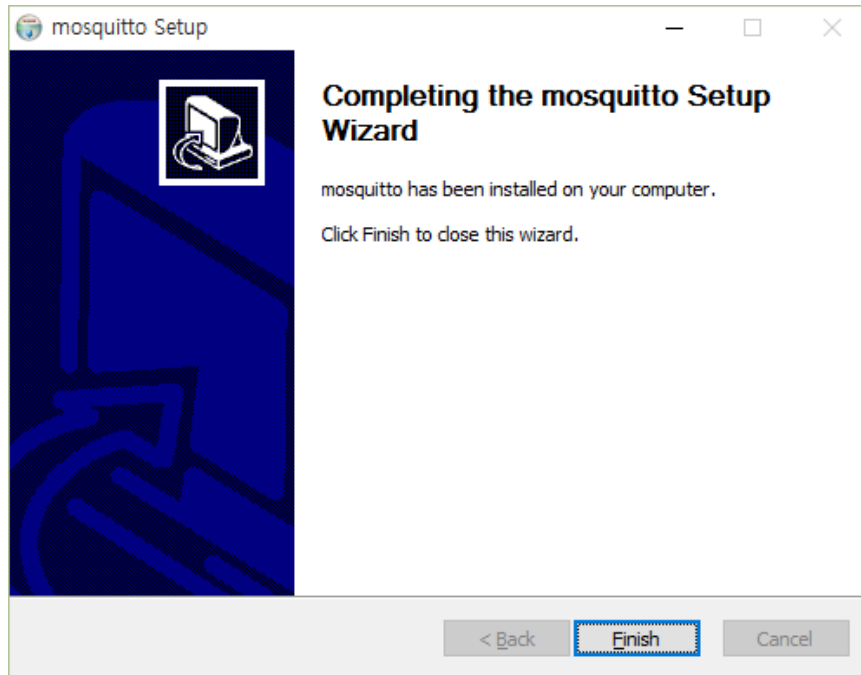 mosquitto Setup
Completing the mosquitto Setup
Wizard
mosquitto has been installed on your computer.
Click Finish to close this wizard.
< Back
Finish
Cancel